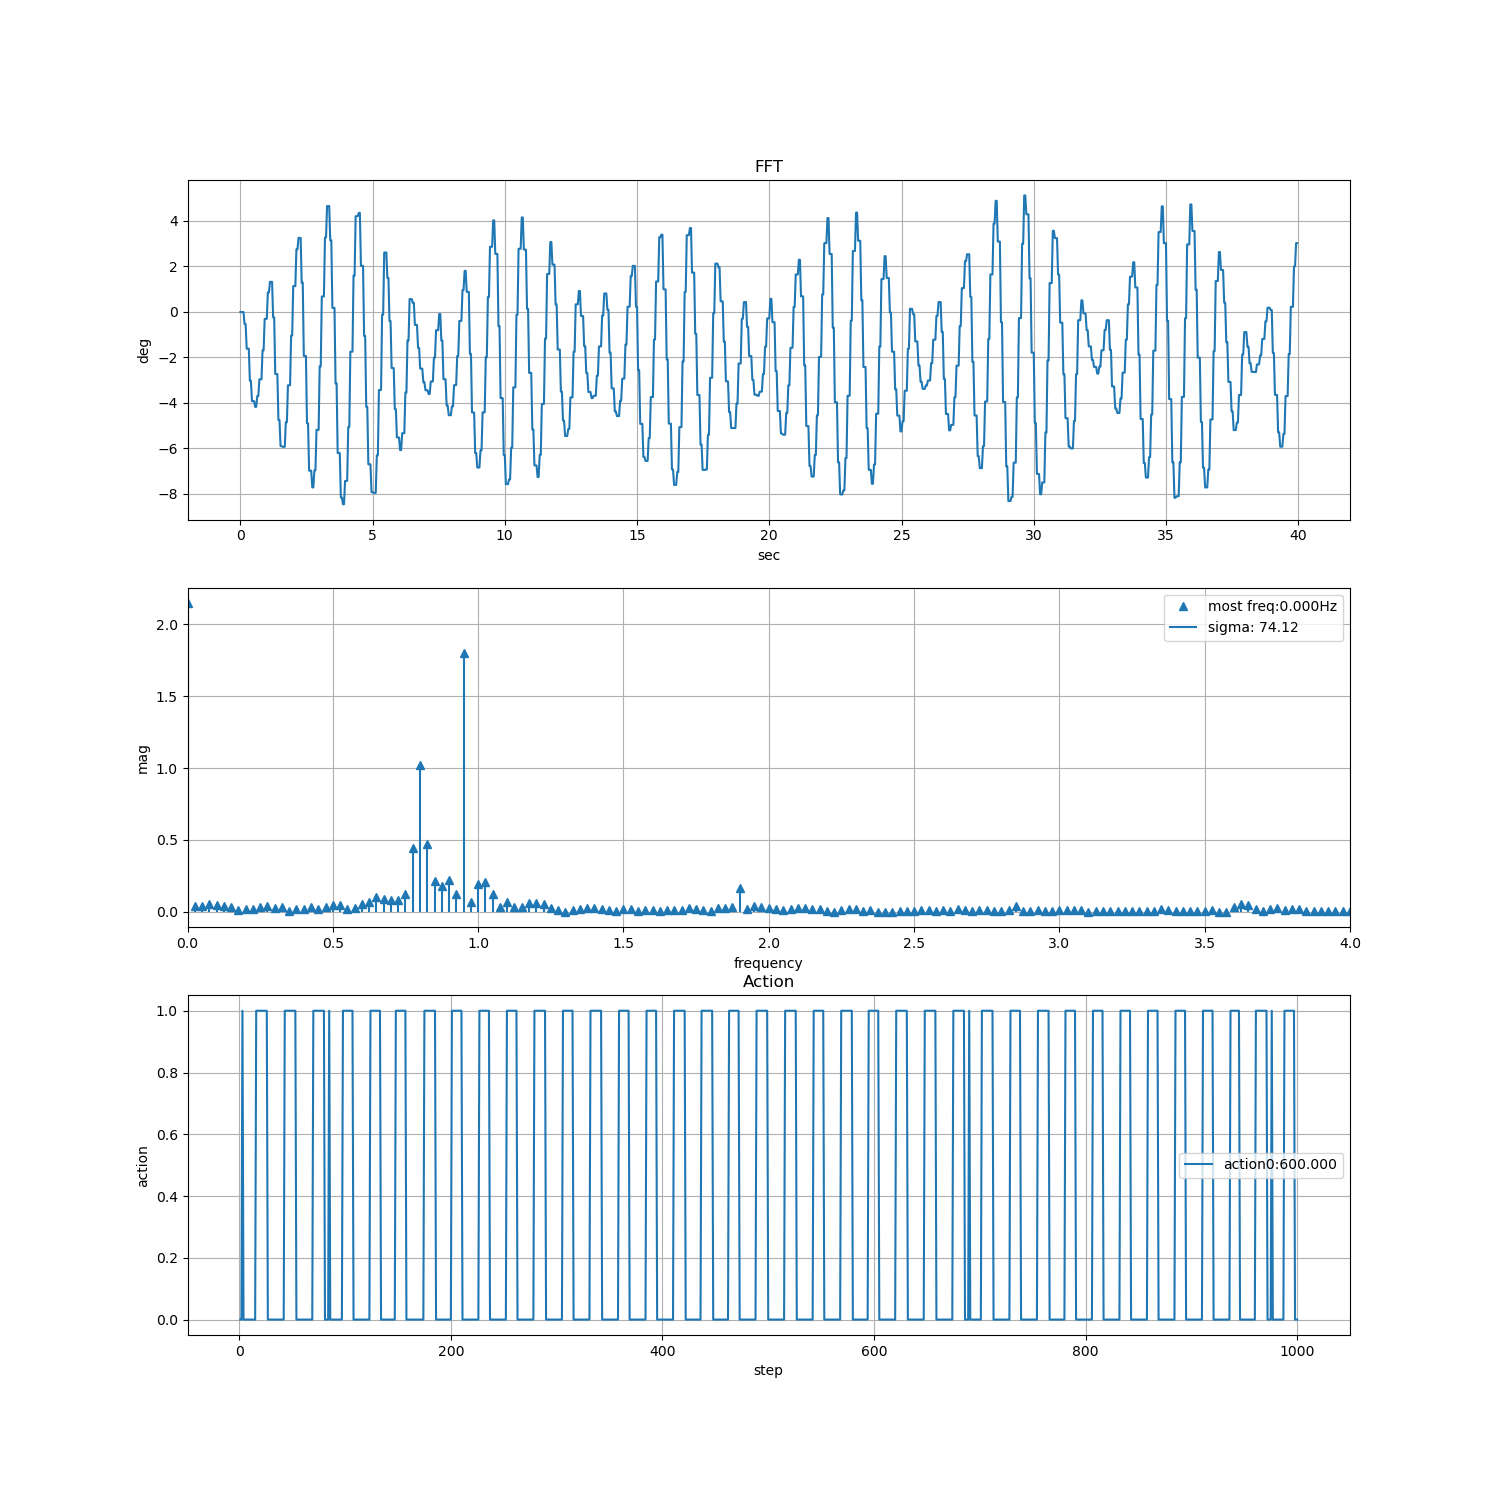 FFT
4
2
0
−2
−4
−6
−8
deg
0 5 10 15 20 25 30 35 40
sec
most freq:0.000Hz
sigma: 74.12
2.0
1.5
1.0
0.5
0.0
mag
0.0 0.5 1.0 1.5 2.0 2.5 3.0 3.5 4.0
frequency
Action
1.0
0.8
0.6
0.4
0.2
0.0
action
action0:600.000
0 200 400 600 800 1000
step